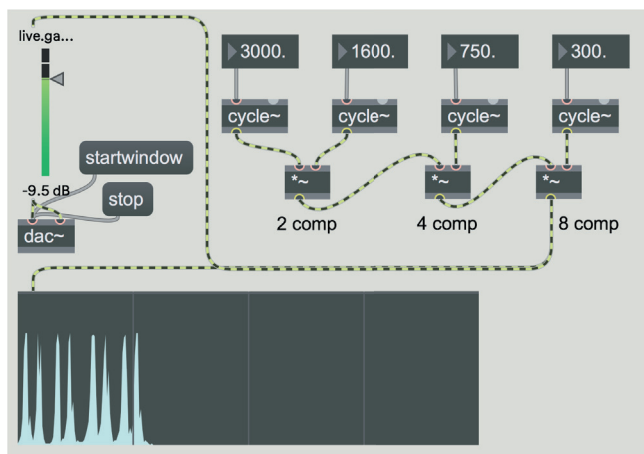 live.ga...
3000.
1600.
750.
300.
cycle~
cycle~
cycle~
cycle~
startwindow
*~
*~
*~
-9.5 dB
stop
2 comp
4 comp
8 comp
dac~